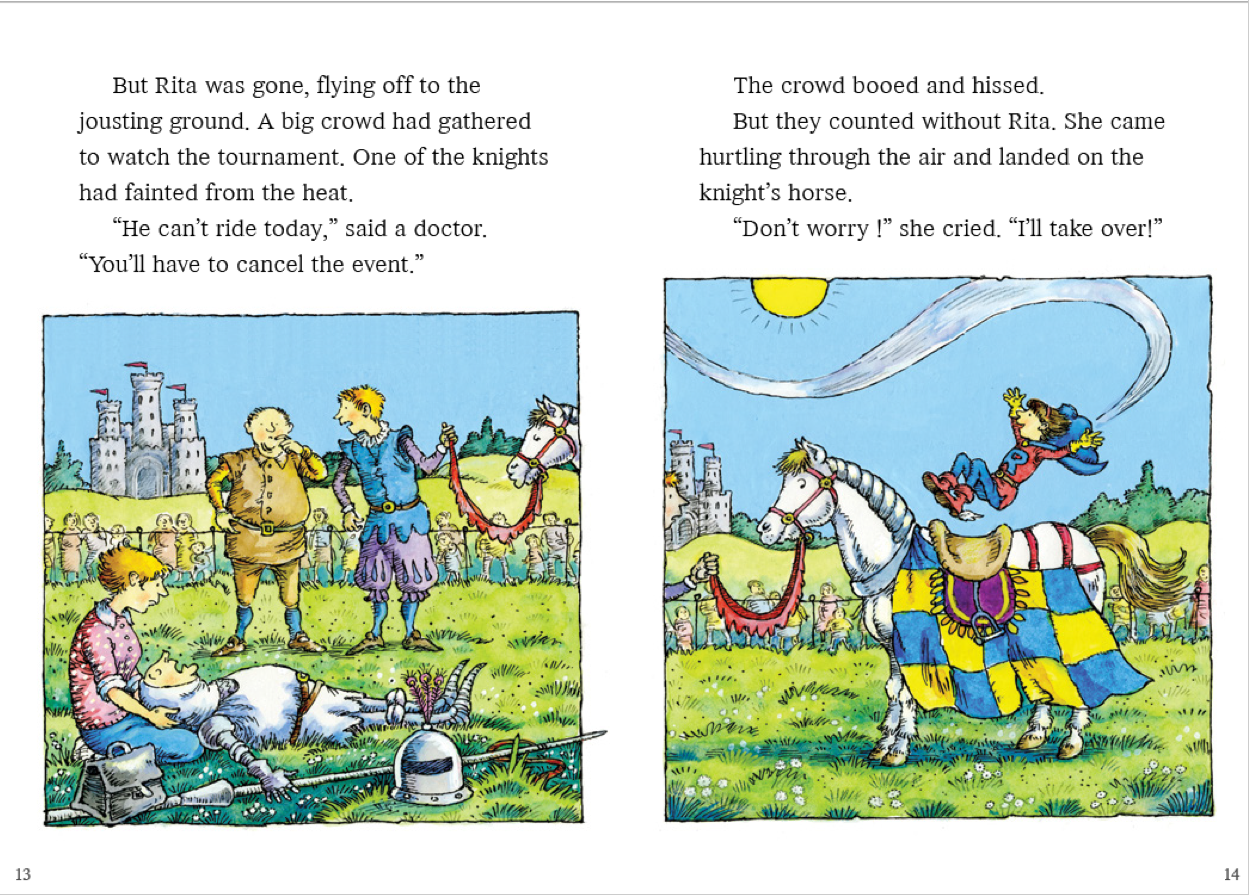 But Rita was gone, flying off to the
jousting ground. A big crowd had gathered
to watch the tournament. One of the knights
had fainted from the heat.
“He can’t ride today,” said a doctor.
“You’ll have to cancel the event.”
13
The crowd booed and hissed.
But they counted without Rita. She came
hurtling through the air and landed on the
knight’s horse.
“Don’t worry !” she cried. “I’ll take over!”
R
14